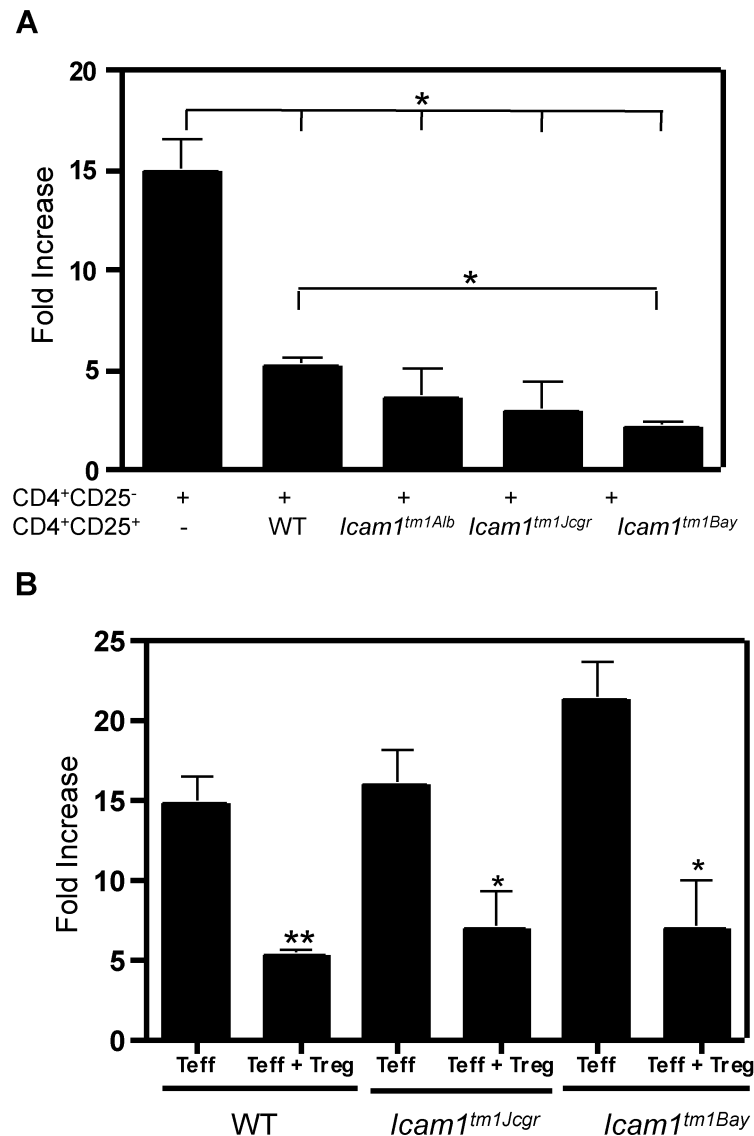 A
20
*
15
Fold Increase
10
*
5
0
CD4+CD25- + + + + +
CD4+CD25+ - WT Icam1tm1Alb Icam1tm1Jcgr Icam1tm1Bay
B
25
20
15
Fold Increase
10
** * *
5
0
Teff Teff + Treg Teff Teff + Treg Teff Teff + Treg
WT Icam1tm1Jcgr Icam1tm1Bay